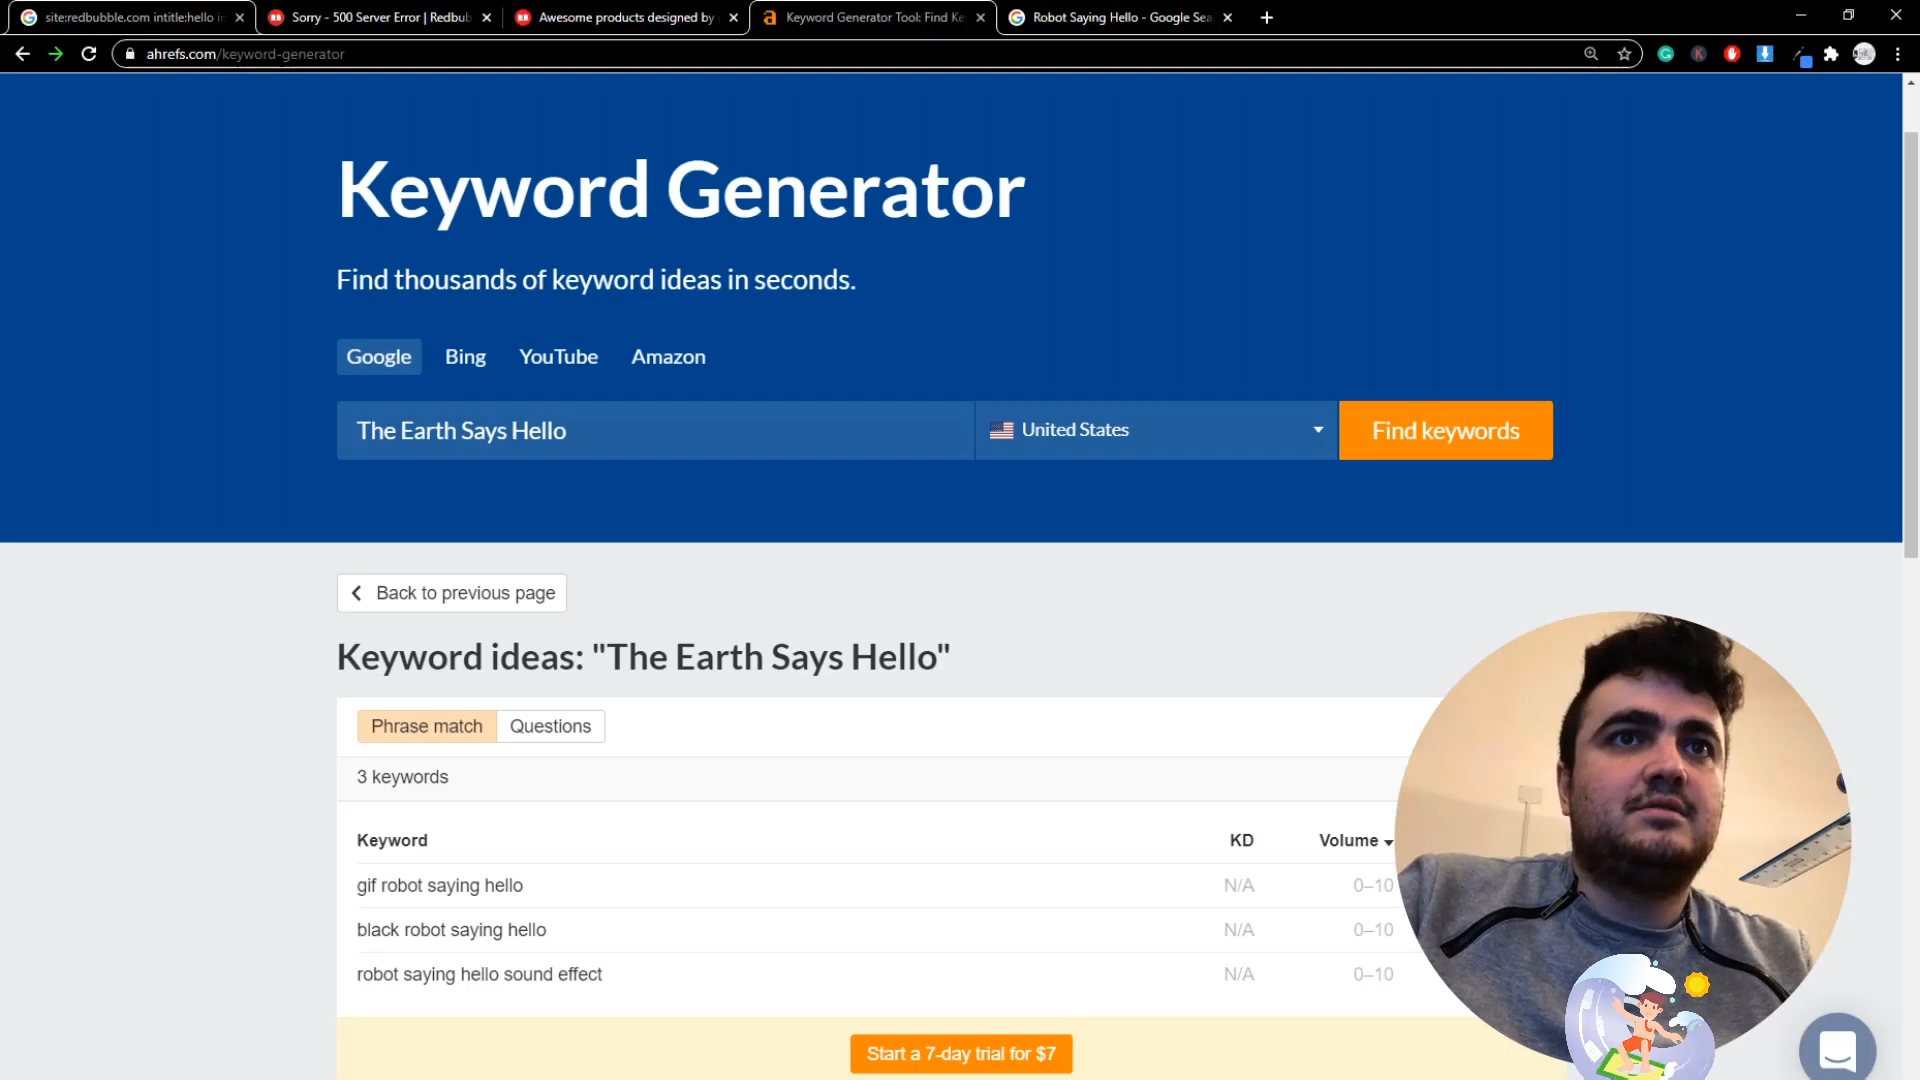 site:redbubble.com intitle:hello in
Sorry - 500 Server Error | Redbub
Awesome products designed by
Keyword Generator Tool: Find Ke
Robot Saying Hello - Google Sea
ahrefs.com/keyword-generator
Keyword Generator
Find thousands of keyword ideas in seconds.
Google Bing YouTube Amazon
The Earth Says Hello
United States
Find keywords
Back to previous page
Keyword ideas: "The Earth Says Hello"
Phrase match Questions
3 keywords
Keyword KD Volume
gif robot saying hello N/A 0–10
black robot saying hello N/A 0–10
robot saying hello sound effect N/A 0–10
Start a 7-day trial for $7